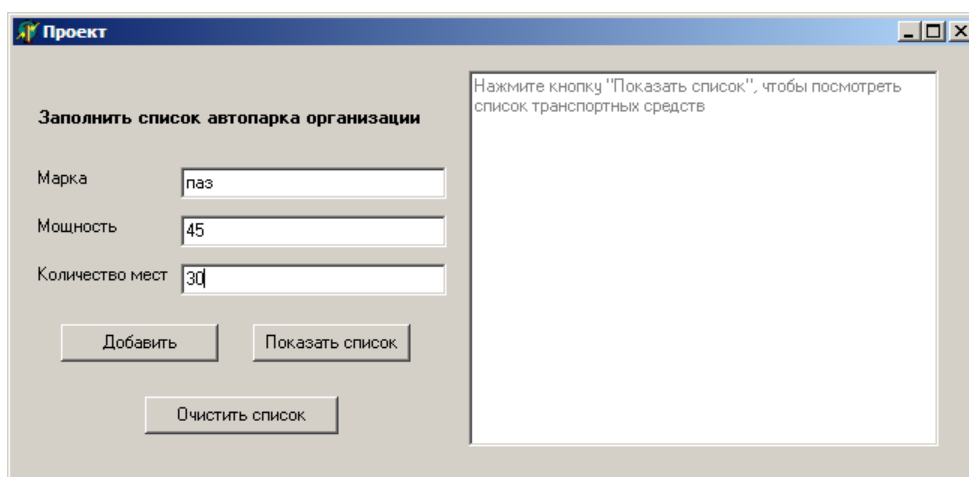 Проект
Заполнить список автопарка организации
Марка
паз
Мощность
45
Количество мест
30
Добавить
Показать список
Очистить список
Нажмите кнопку "Показать список", чтобы посмотреть
список транспортных средств